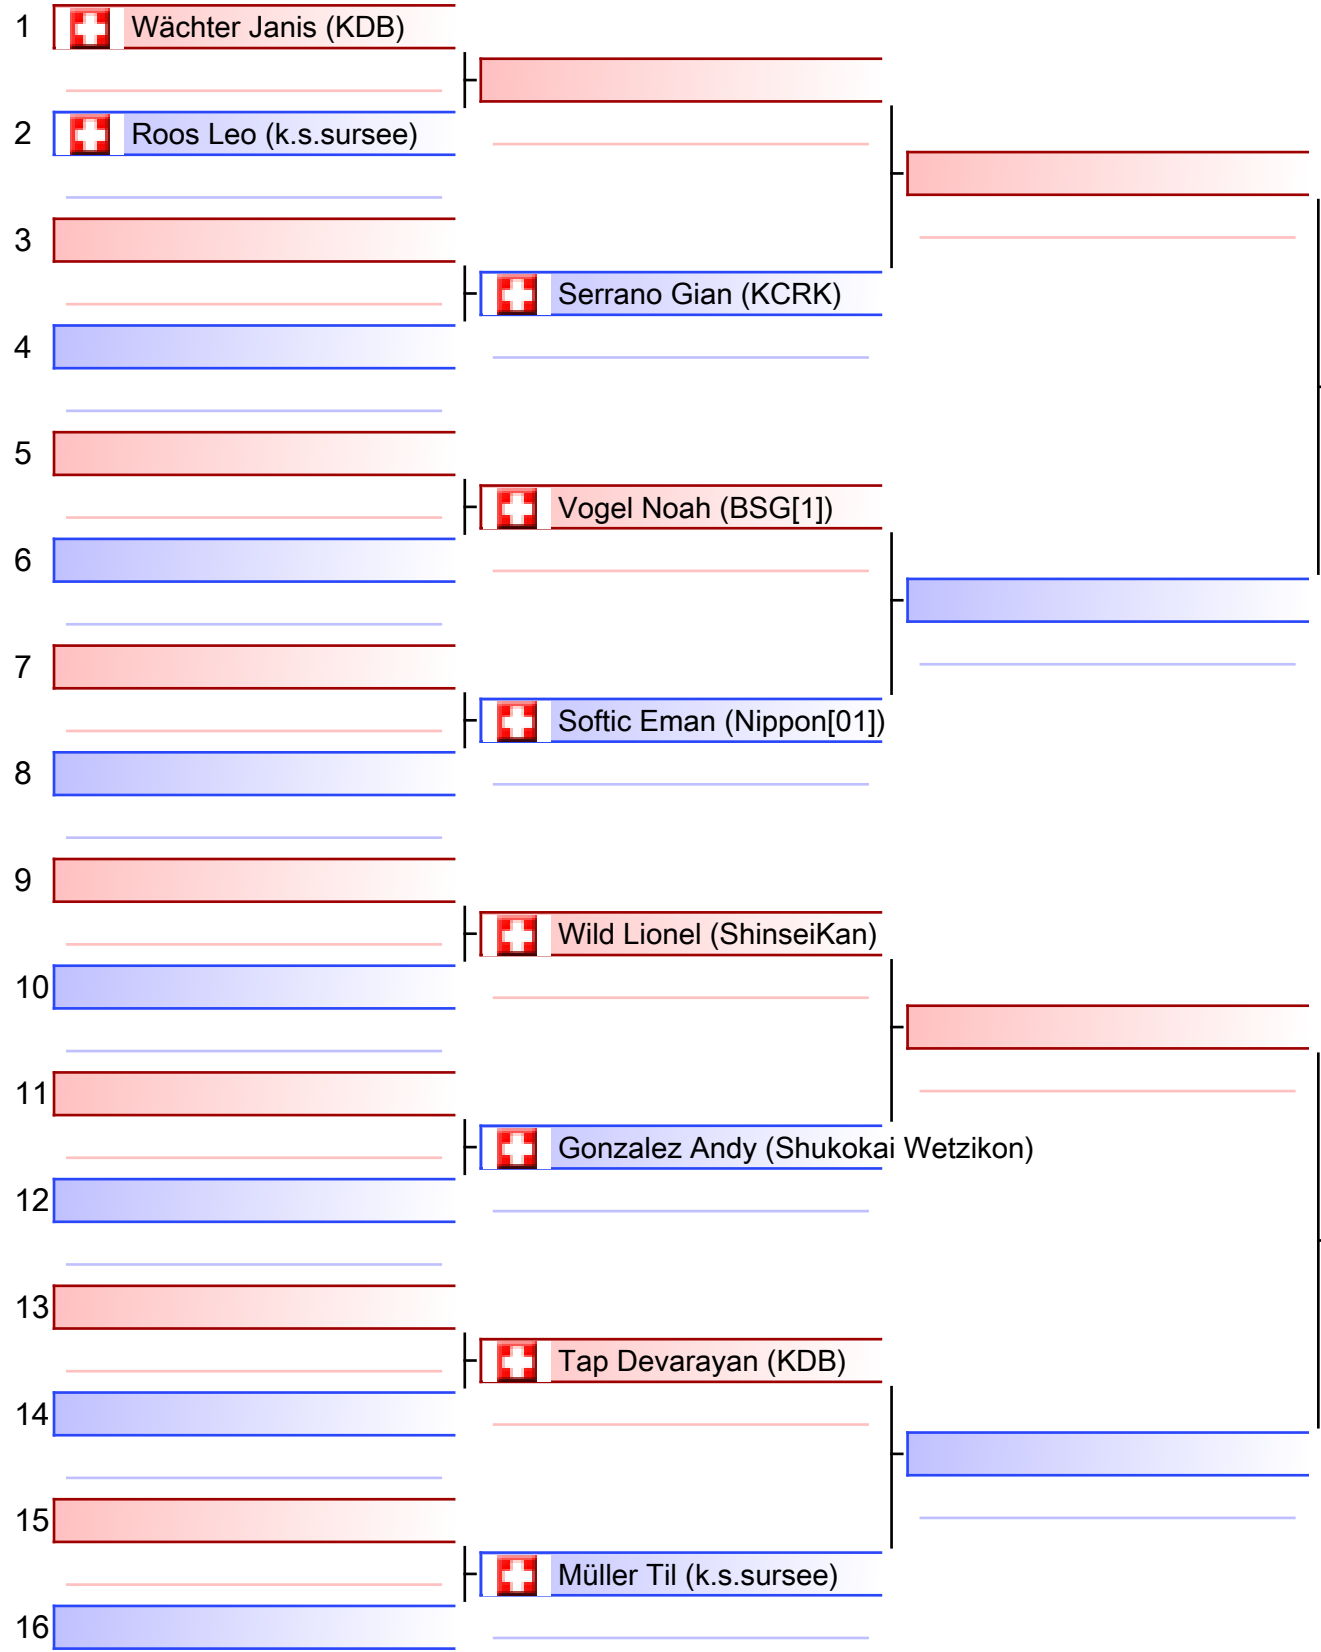 1 Wächter Janis (KDB)
2 Roos Leo (k.s.sursee)
3
Serrano Gian (KCRK)
4
5
Vogel Noah (BSG[1])
6
7
Softic Eman (Nippon[01])
8
9
Wild Lionel (ShinseiKan)
10
11
Gonzalez Andy (Shukokai Wetzikon)
12
13
Tap Devarayan (KDB)
14
15
Müller Til (k.s.sursee)
16